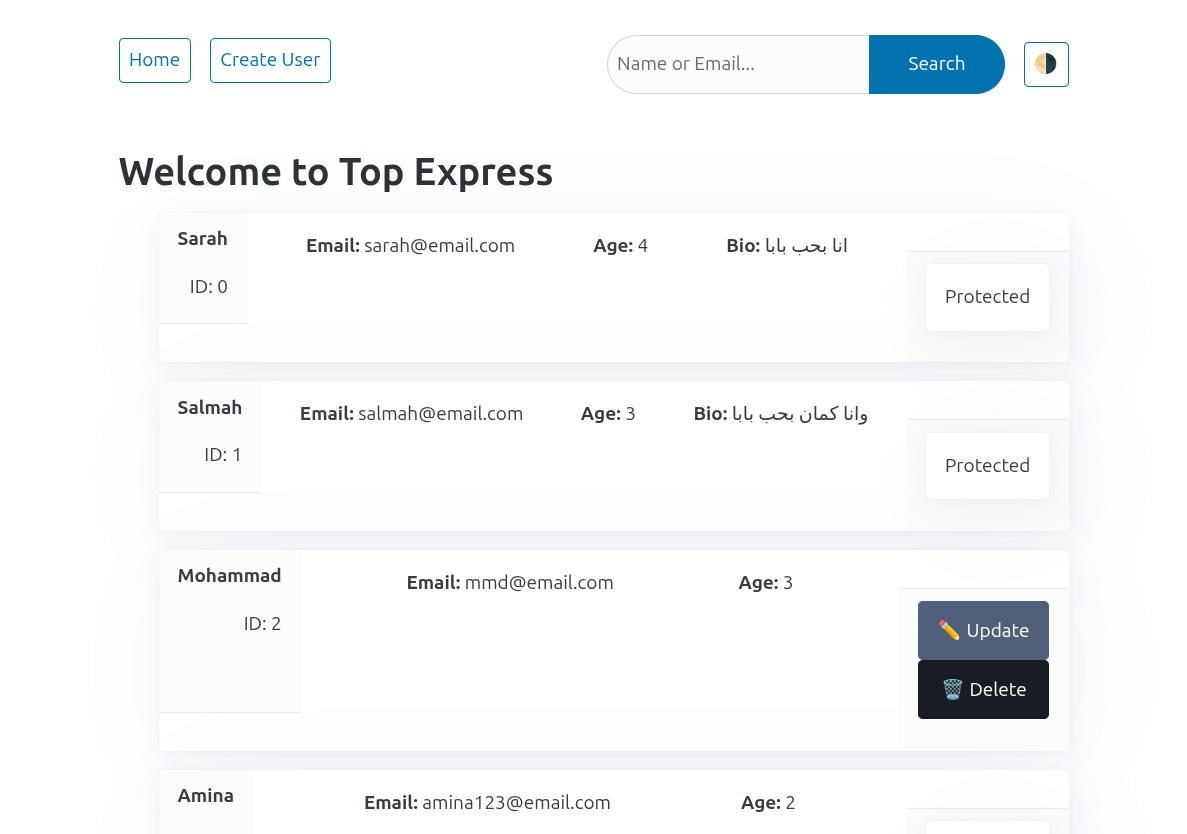 Home Create User Name or Email... Search
Welcome to Top Express
Sarah
ID: 0
Email: sarah@email.com Age: 4 Bio: انا بحب بابا
Protected
Salmah
ID: 1
Email: salmah@email.com Age: 3 Bio: وانا كمان بحب بابا
Protected
Mohammad
ID: 2
Email: mmd@email.com Age: 3
✏️ Update
🗑️ Delete
Amina
Email: amina123@email.com Age: 2